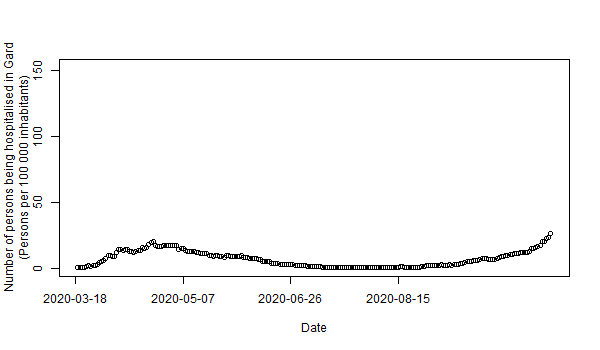 Number of persons being hospitalised in Gard
(Persons per 100 000 inhabitants)
150
100
50
0
2020-03-18 2020-05-07 2020-06-26 2020-08-15
Date